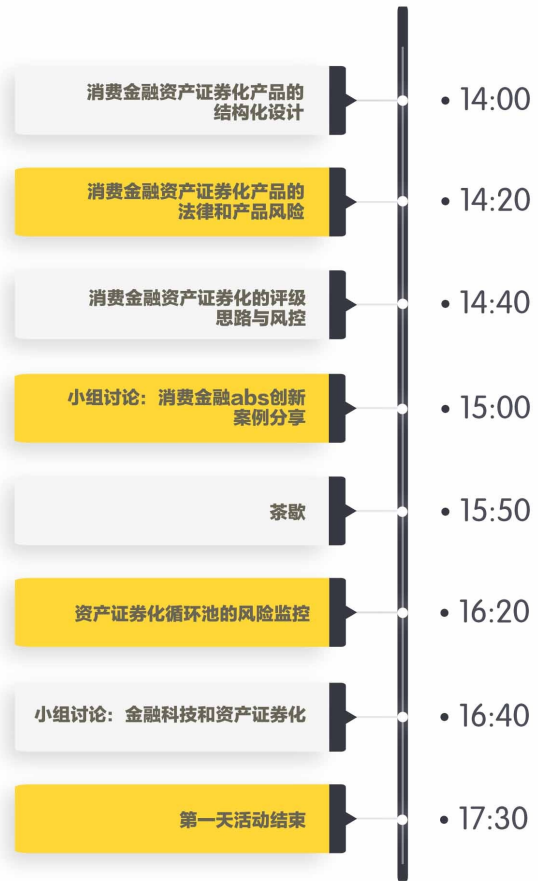 消费金融资产证券化产品的
结构化设计
• 14:00
消费金融资产证券化产品的
法律和产品风险
• 14:20
消费金融资产证券化的评级
思路与风控
• 14:40
小组讨论：消费金融abs创新
案例分享
• 15:00
茶歇
• 15:50
资产证券化循环池的风险监控
• 16:20
小组讨论：金融科技和资产证券化
• 16:40
第一天活动结束
• 17:30